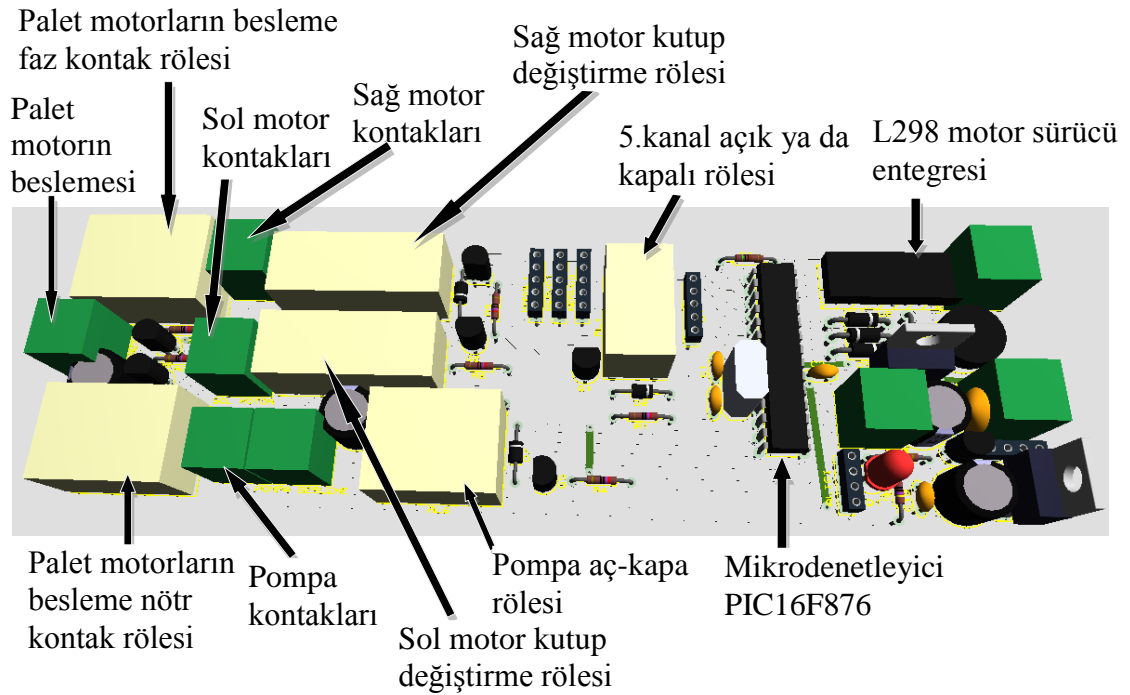 Palet motorların besleme
faz kontak rölesi
Palet
motorın
beslemesi
Sol motor
kontakları
Sağ motor
kontakları
Sağ motor kutup
değiştirme rölesi
5.kanal açık ya da
kapalı rölesi
L298 motor sürücü
entegresi
Palet motorların
besleme nötr
kontak rölesi
Pompa
kontakları
Sol motor kutup
değiştirme rölesi
Pompa aç-kapa
rölesi
Mikrodenetleyici
PIC16F876